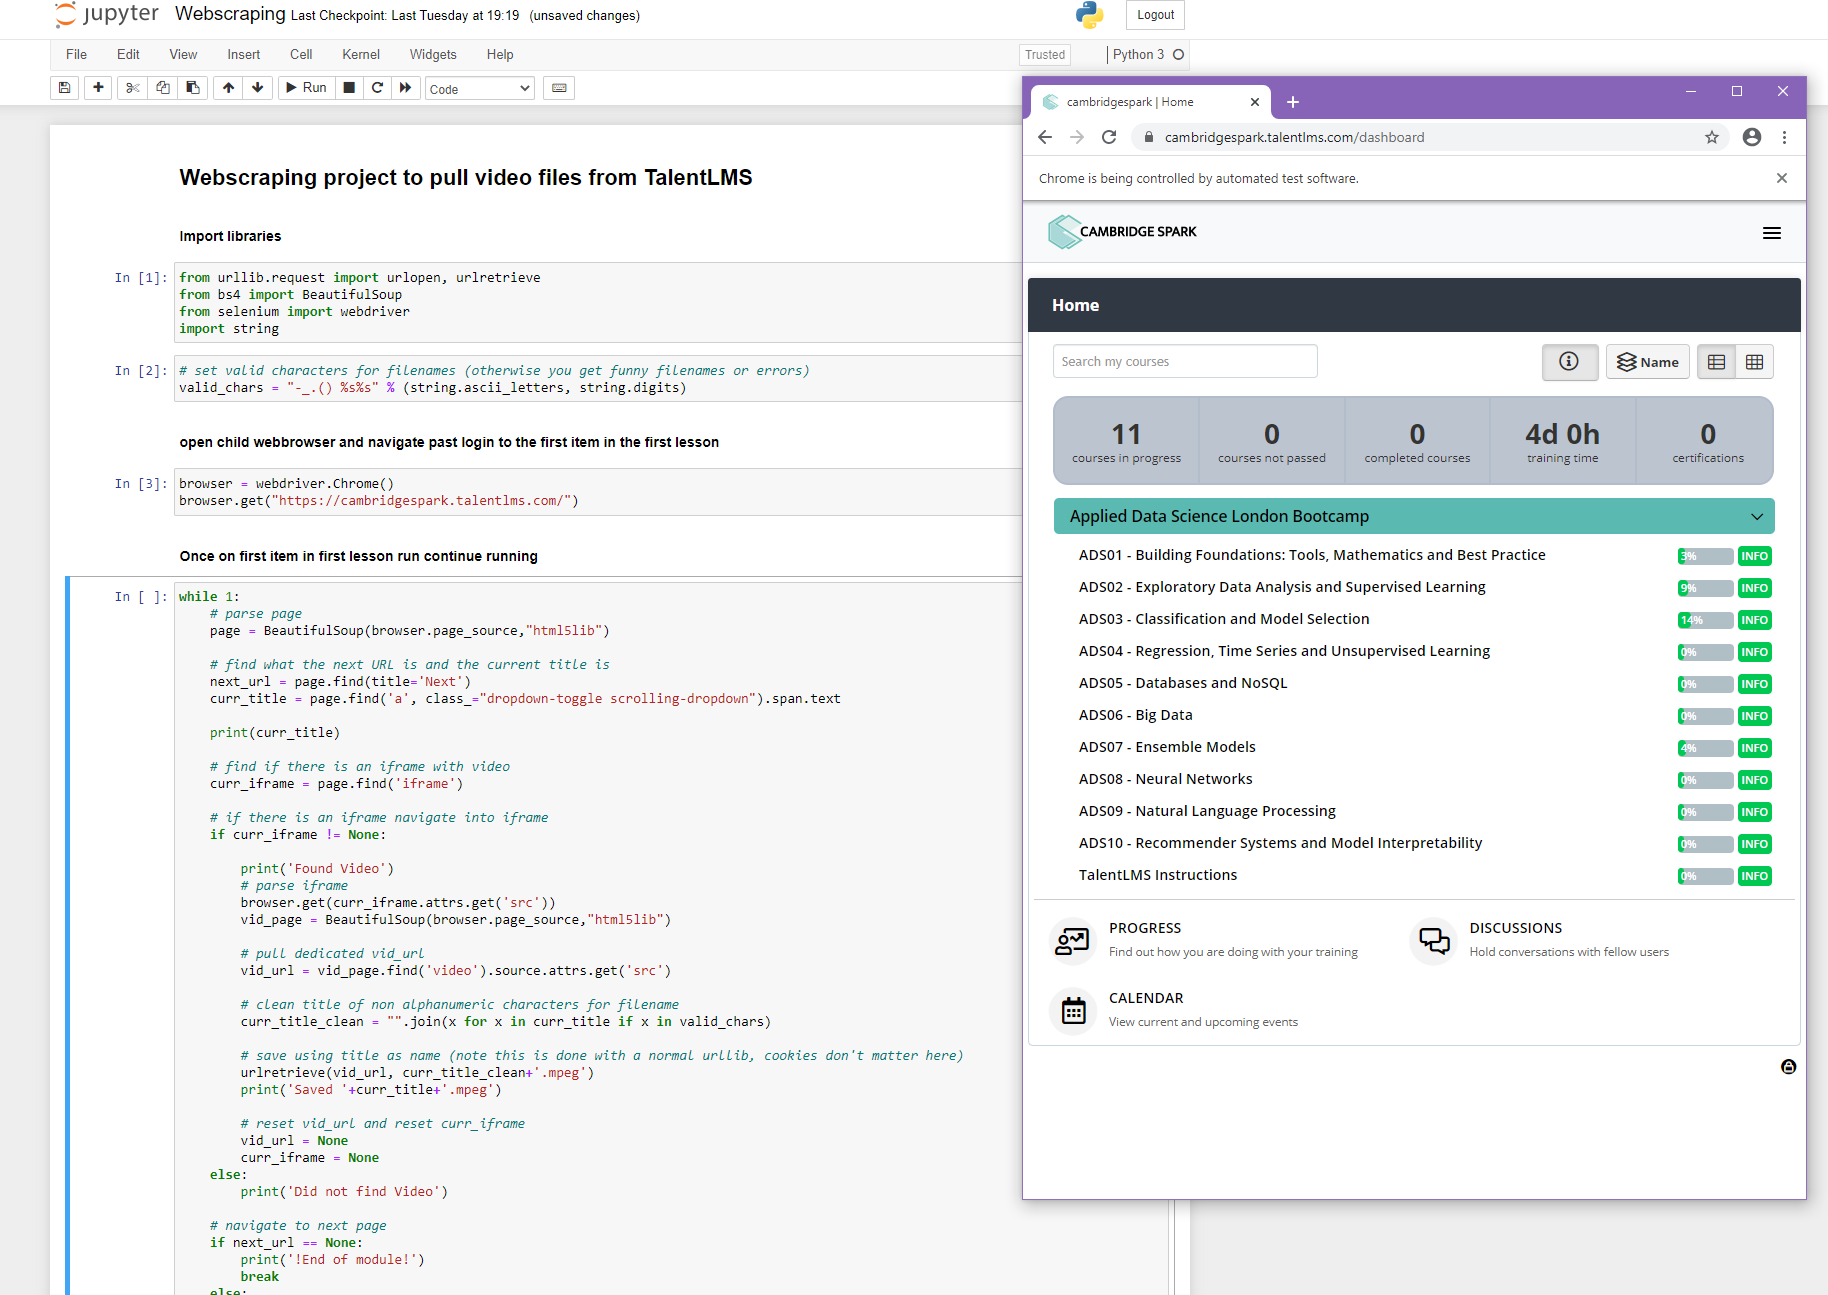 jupyter Webscraping Last Checkpoint: Last Tuesday at 19:19 (unsaved changes)
Logout
File Edit View Insert Cell Kernel Widgets Help
Trusted
Python 3
Run
Code
Webscraping project to pull video files from TalentLMS
Import libraries
In [1]: from urllib.request import urlopen, urlretrieve
from bs4 import BeautifulSoup
from selenium import webdriver
import string
In [2]: # set valid characters for filenames (otherwise you get funny filenames or errors)
valid_chars = "-_.() %s%s" % (string.ascii_letters, string.digits)
open child webbrowser and navigate past login to the first item in the first lesson
In [3]: browser = webdriver.Chrome()
browser.get("https://cambridgespark.talentlms.com/")
Once on first item in first lesson run continue running
In [ ]: while 1:
# parse page
page = BeautifulSoup(browser.page_source,"html5lib")
# find what the next URL is and the current title is
next_url = page.find(title='Next')
curr_title = page.find('a', class_="dropdown-toggle scrolling-dropdown").span.text
print(curr_title)
# find if there is an iframe with video
curr_iframe = page.find('iframe')
# if there is an iframe navigate into iframe
if curr_iframe != None:
print('Found Video')
# parse iframe
browser.get(curr_iframe.attrs.get('src'))
vid_page = BeautifulSoup(browser.page_source,"html5lib")
# pull dedicated vid_url
vid_url = vid_page.find('video').source.attrs.get('src')
# clean title of non alphanumeric characters for filename
curr_title_clean = "".join(x for x in curr_title if x in valid_chars)
# save using title as name (note this is done with a normal urllib, cookies don't matter here)
urlretrieve(vid_url, curr_title_clean+'.mpeg')
print('Saved '+curr_title+'.mpeg')
# reset vid_url and reset curr_iframe
vid_url = None
curr_iframe = None
else:
print('Did not find Video')
# navigate to next page
if next_url == None:
print('!End of module!')
break
else:
cambridgespark | Home
cambridgespark.talentlms.com/dashboard
Chrome is being controlled by automated test software.
CAMBRIDGE SPARK
Home
Search my courses
Name
11 0 0 4d 0h 0
courses in progress courses not passed completed courses training time certifications
Applied Data Science London Bootcamp
ADS01 - Building Foundations: Tools, Mathematics and Best Practice 3% INFO
ADS02 - Exploratory Data Analysis and Supervised Learning 9% INFO
ADS03 - Classification and Model Selection 14% INFO
ADS04 - Regression, Time Series and Unsupervised Learning 0% INFO
ADS05 - Databases and NoSQL 0% INFO
ADS06 - Big Data 0% INFO
ADS07 - Ensemble Models 4% INFO
ADS08 - Neural Networks 0% INFO
ADS09 - Natural Language Processing 0% INFO
ADS10 - Recommender Systems and Model Interpretability 0% INFO
TalentLMS Instructions 0% INFO
PROGRESS
Find out how you are doing with your training
DISCUSSIONS
Hold conversations with fellow users
CALENDAR
View current and upcoming events